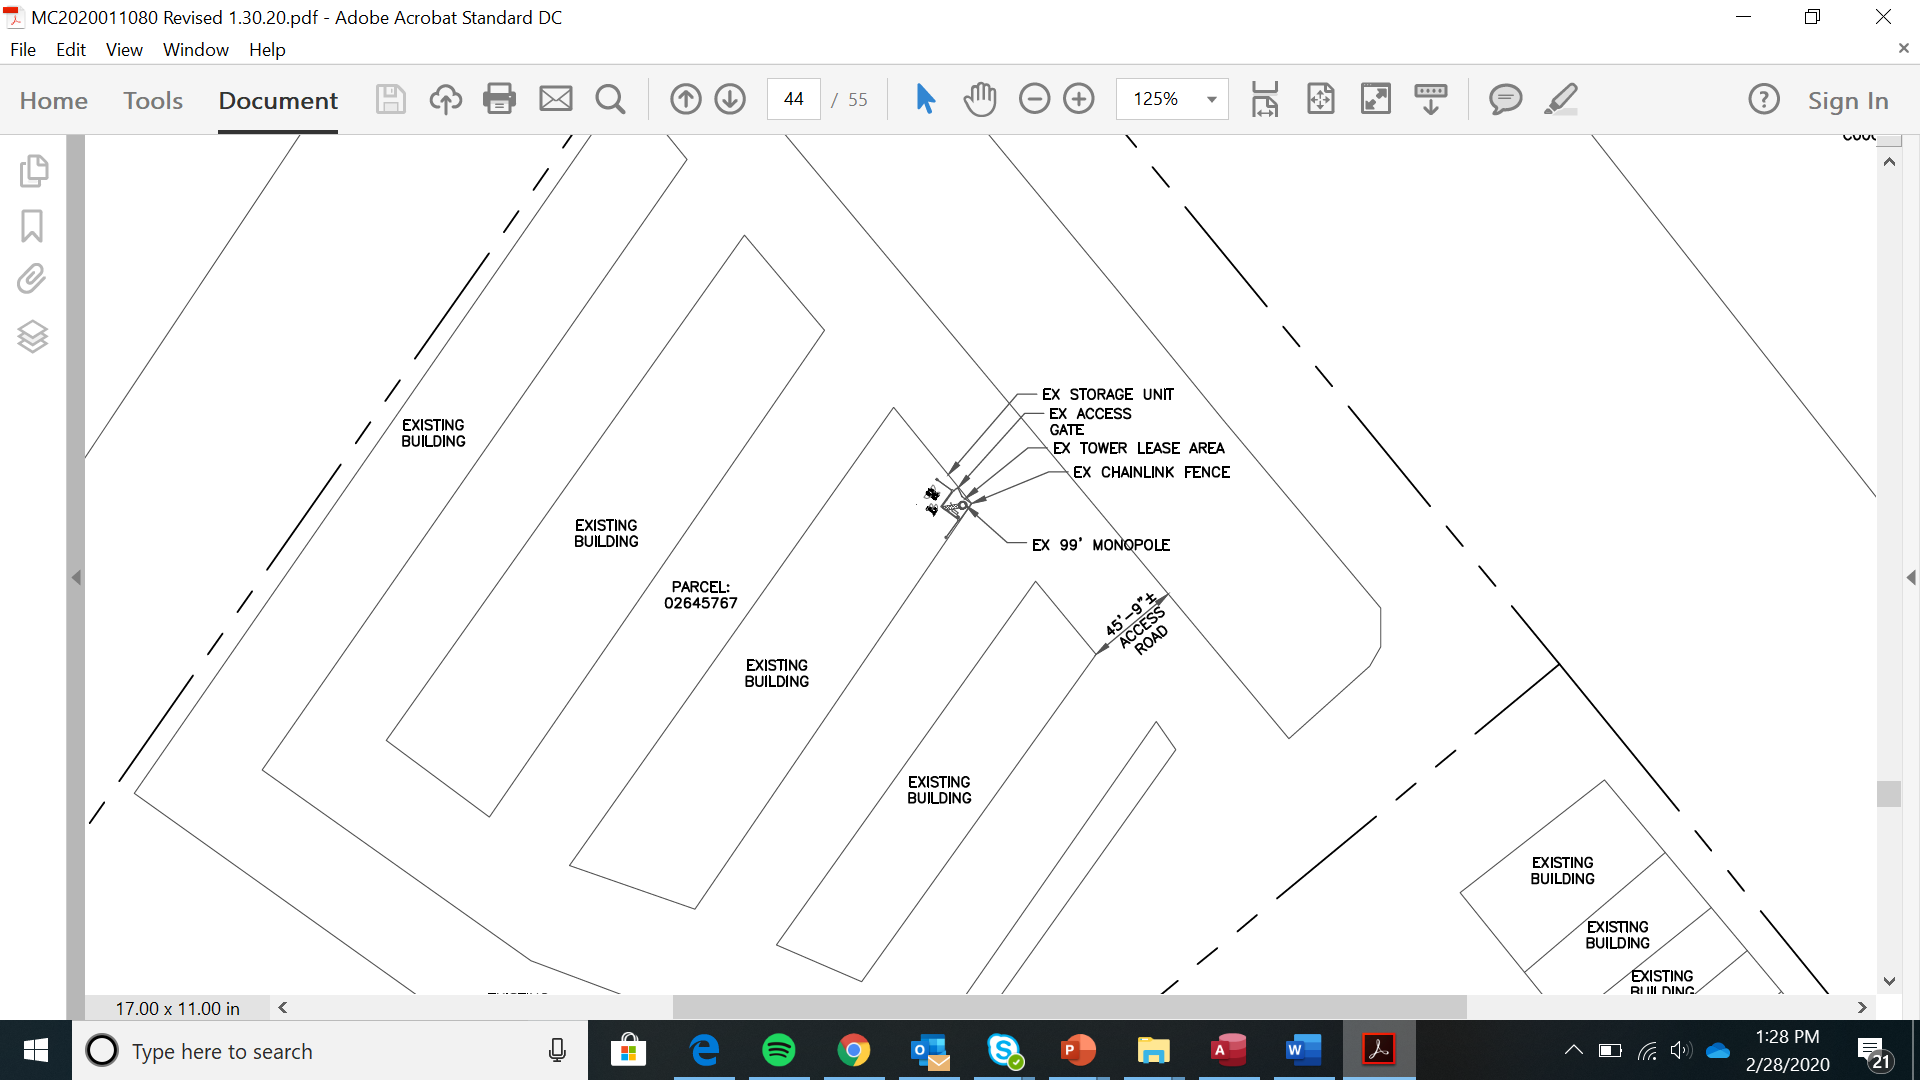 MC2020011080 Revised 1.30.20.pdf - Adobe Acrobat Standard DC
File Edit View Window Help
Home Tools Document 44 / 55 125% Sign In
EX STORAGE UNIT
EX ACCESS
GATE
EX TOWER LEASE AREA
EX CHAINLINK FENCE
EX 99' MONOPOLE
EXISTING
BUILDING
EXISTING
BUILDING
PARCEL:
02645767
45'-9"±
ACCESS
ROAD
EXISTING
BUILDING
EXISTING
BUILDING
EXISTING
BUILDING
EXISTING
BUILDING
EXISTING
BUILDING
17.00 x 11.00 in
Type here to search
1:28 PM
2/28/2020
21